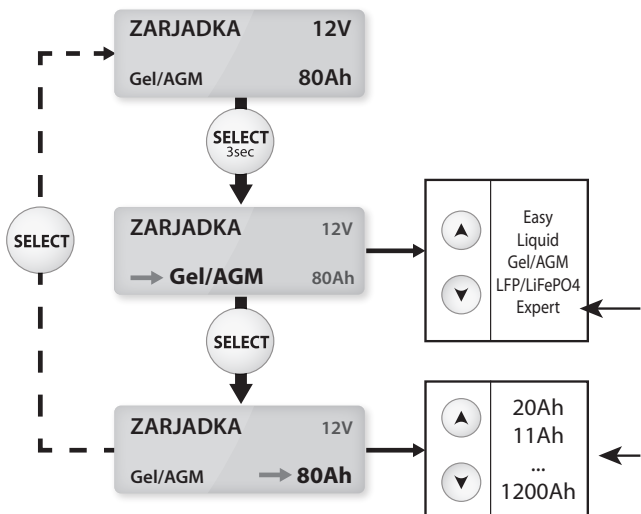 ZARJADKA 12V
Gel/AGM 80Ah
SELECT
3sec
SELECT
ZARJADKA 12V
Gel/AGM 80Ah
Easy
Liquid
Gel/AGM
LFP/LiFePO4
Expert
SELECT
ZARJADKA 12V
Gel/AGM 80Ah
20Ah
11Ah
...
1200Ah